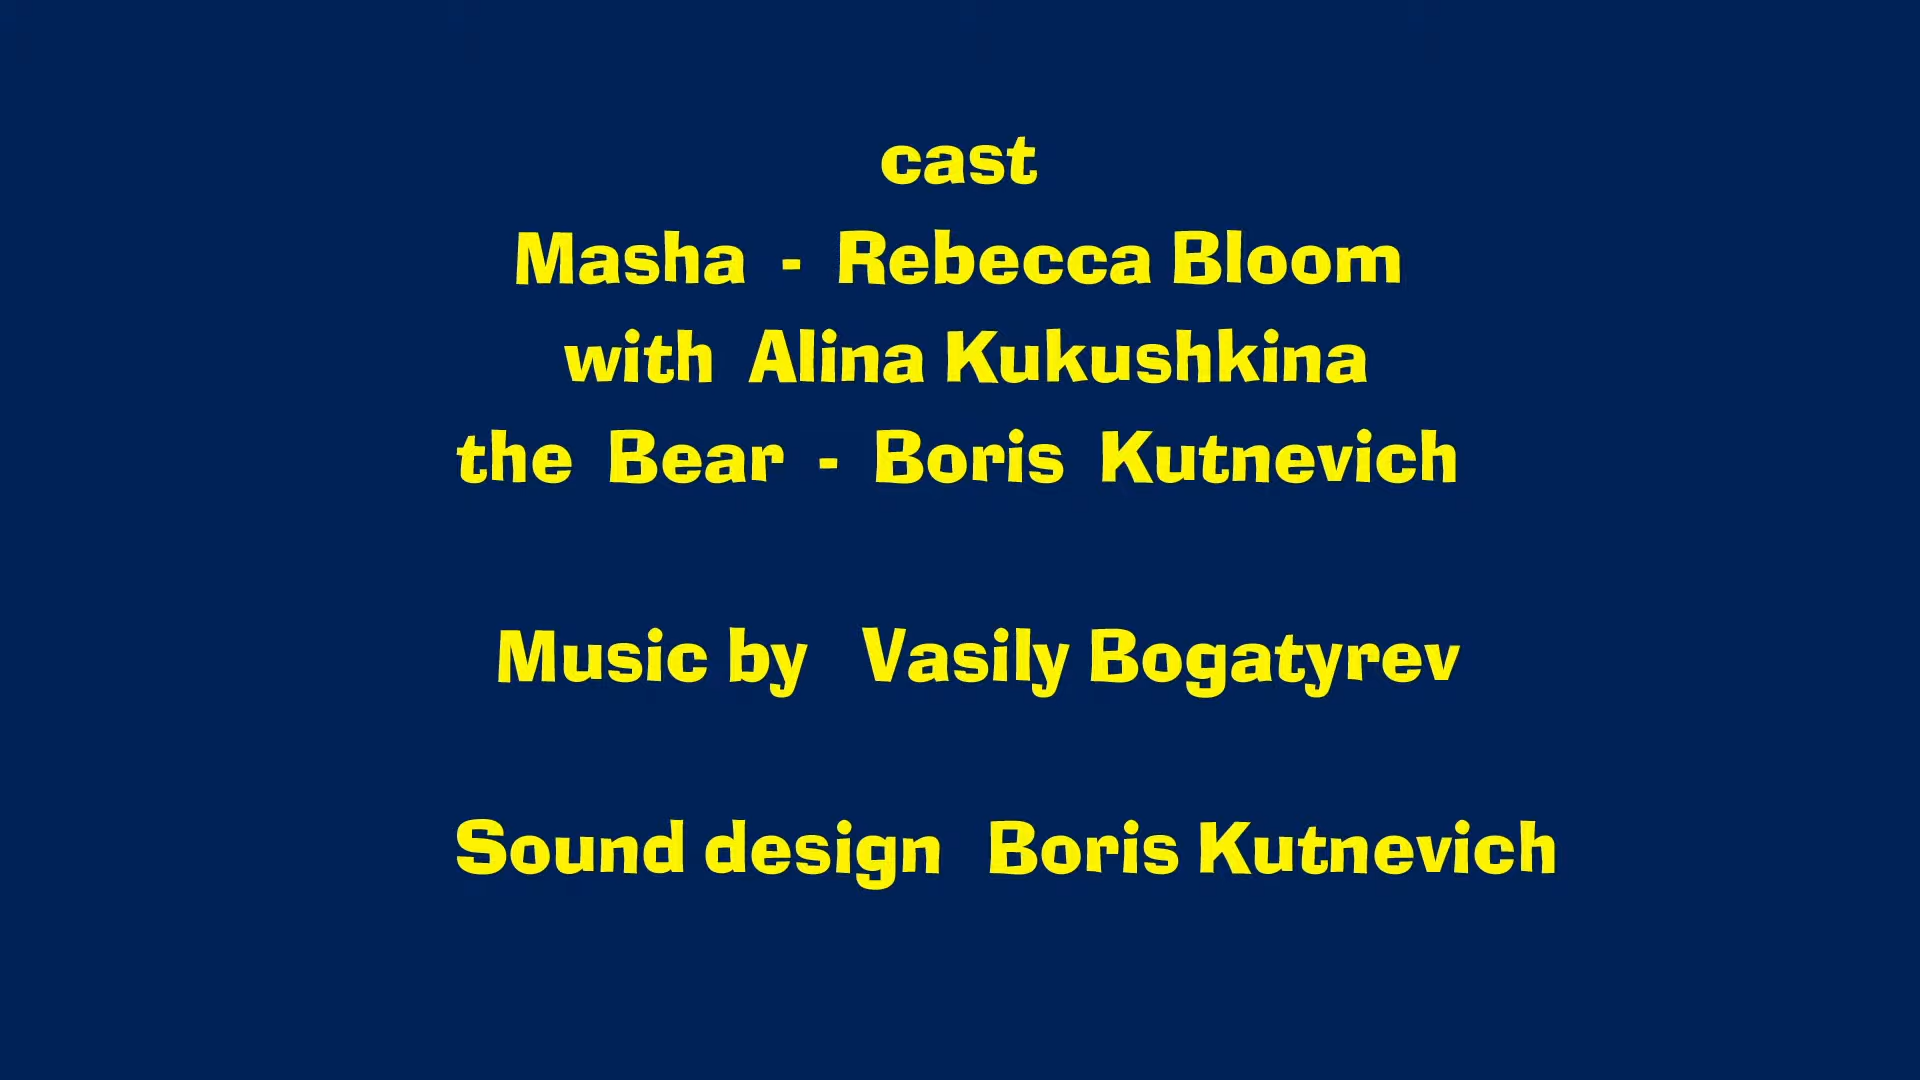 cast
Masha - Rebecca Bloom
with Alina Kukushkina
the Bear - Boris Kutnevich
Music by Vasily Bogatyrev
Sound design Boris Kutnevich